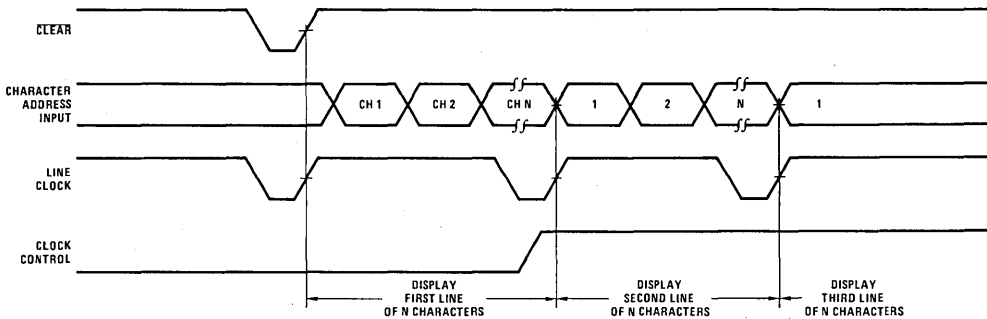 CLEAR
CHARACTER
ADDRESS
INPUT
CH 1
CH 2
CH N
1
2
N
1
LINE
CLOCK
CLOCK
CONTROL
DISPLAY
FIRST LINE
OF N CHARACTERS
DISPLAY
SECOND LINE
OF N CHARACTERS
DISPLAY
THIRD LINE
OF N CHARACTERS